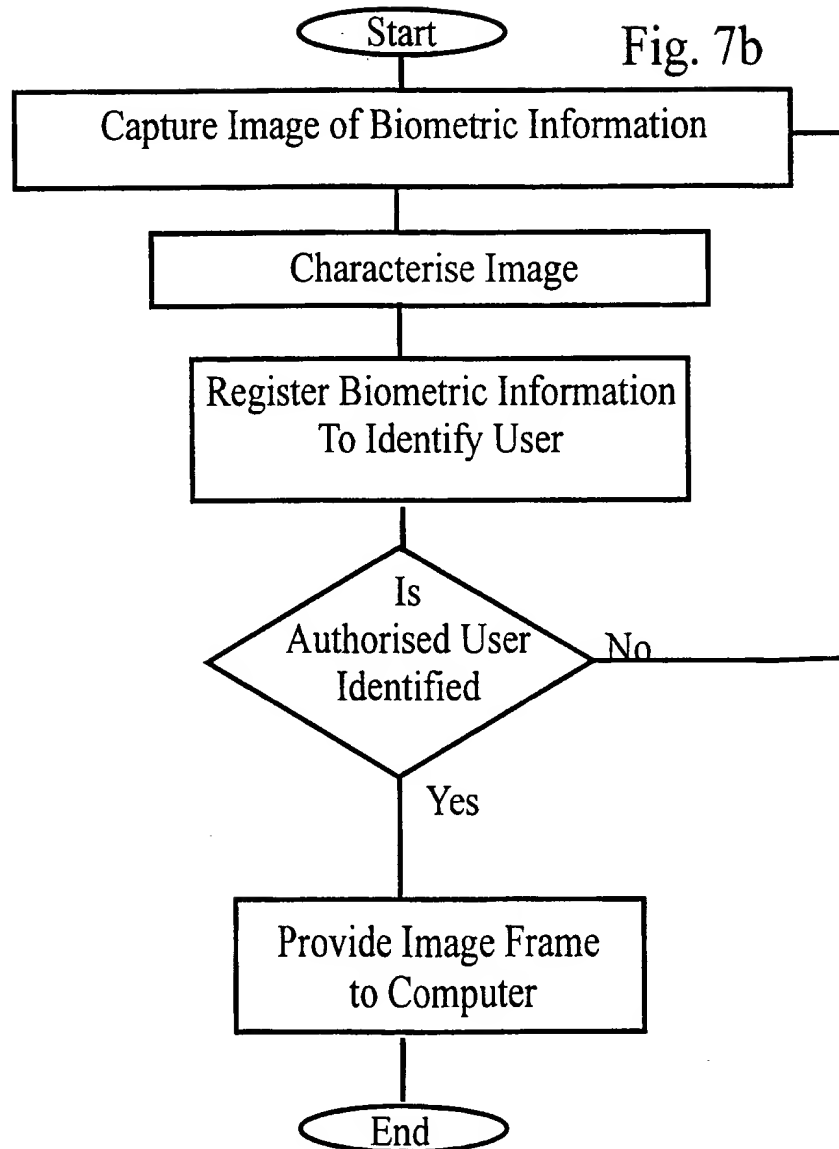 Start
Fig. 7b
Capture Image of Biometric Information
Characterise Image
Register Biometric Information
To Identify User
Is
Authorised User
Identified
No
Yes
Provide Image Frame
to Computer
End